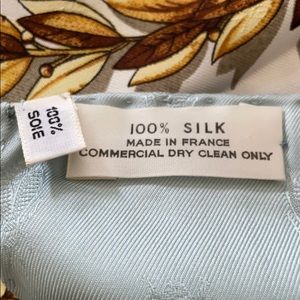 100%
SOIE
100% SILK
MADE IN FRANCE
COMMERCIAL DRY CLEAN ONLY